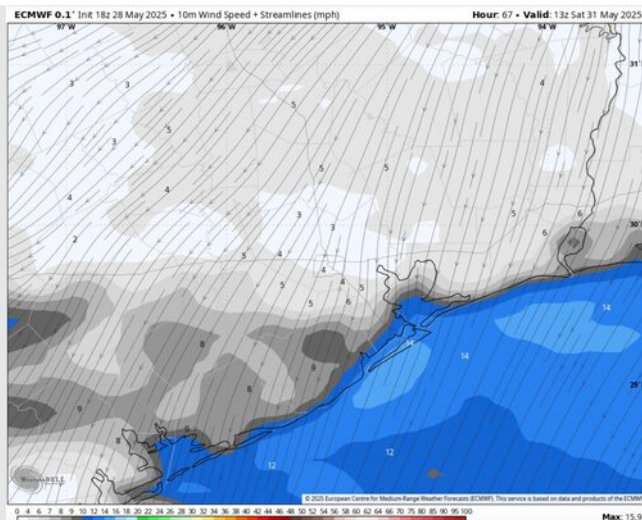 ECMWF 0.1° Init 18z 28 May 2025 • 10m Wind Speed + Streamlines (mph)
Hour: 67 • Valid: 13z Sat 31 May 2025
97°W 96°W 95°W 94°W
31°
3 3 5 4
3 5 5
4 4 5
3 3 5 6
2 5 4 6 30°
4 4 5
5 5 6
14
8 14 14
9 29°
8
9
8 9
12 12
WeatherBELL
© 2025 European Centre for Medium-Range Weather Forecasts (ECMWF). This service is based on data and products of the ECMWF
0 4 6 7 8 9 10 12 14 16 18 20 22 24 26 28 30 32 34 36 38 40 42 44 46 48 50 52 54 56 58 60 65 70 75 80 85 90 95 100
Max: 15.9